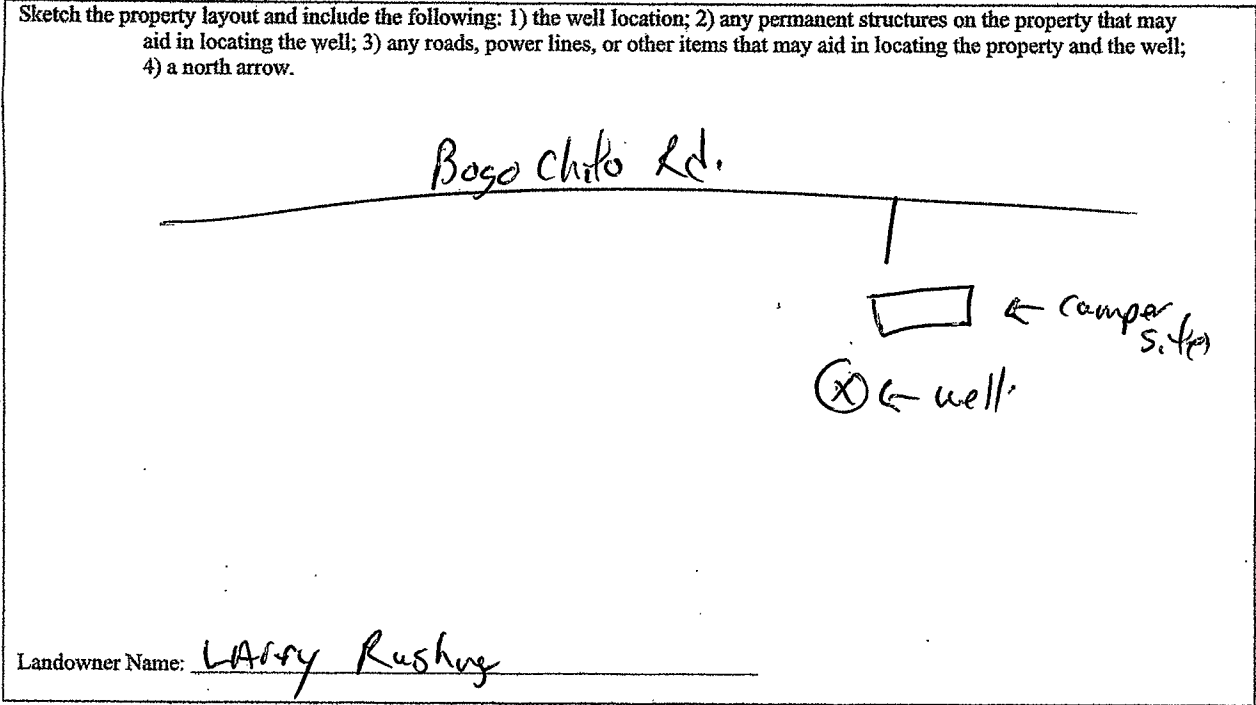 Sketch the property layout and include the following: 1) the well location; 2) any permanent structures on the property that may
aid in locating the well; 3) any roads, power lines, or other items that may aid in locating the property and the well;
4) a north arrow.
Bogo Chito Rd.
← Camper
Site
X ← well.
Landowner Name: LArry Rushing